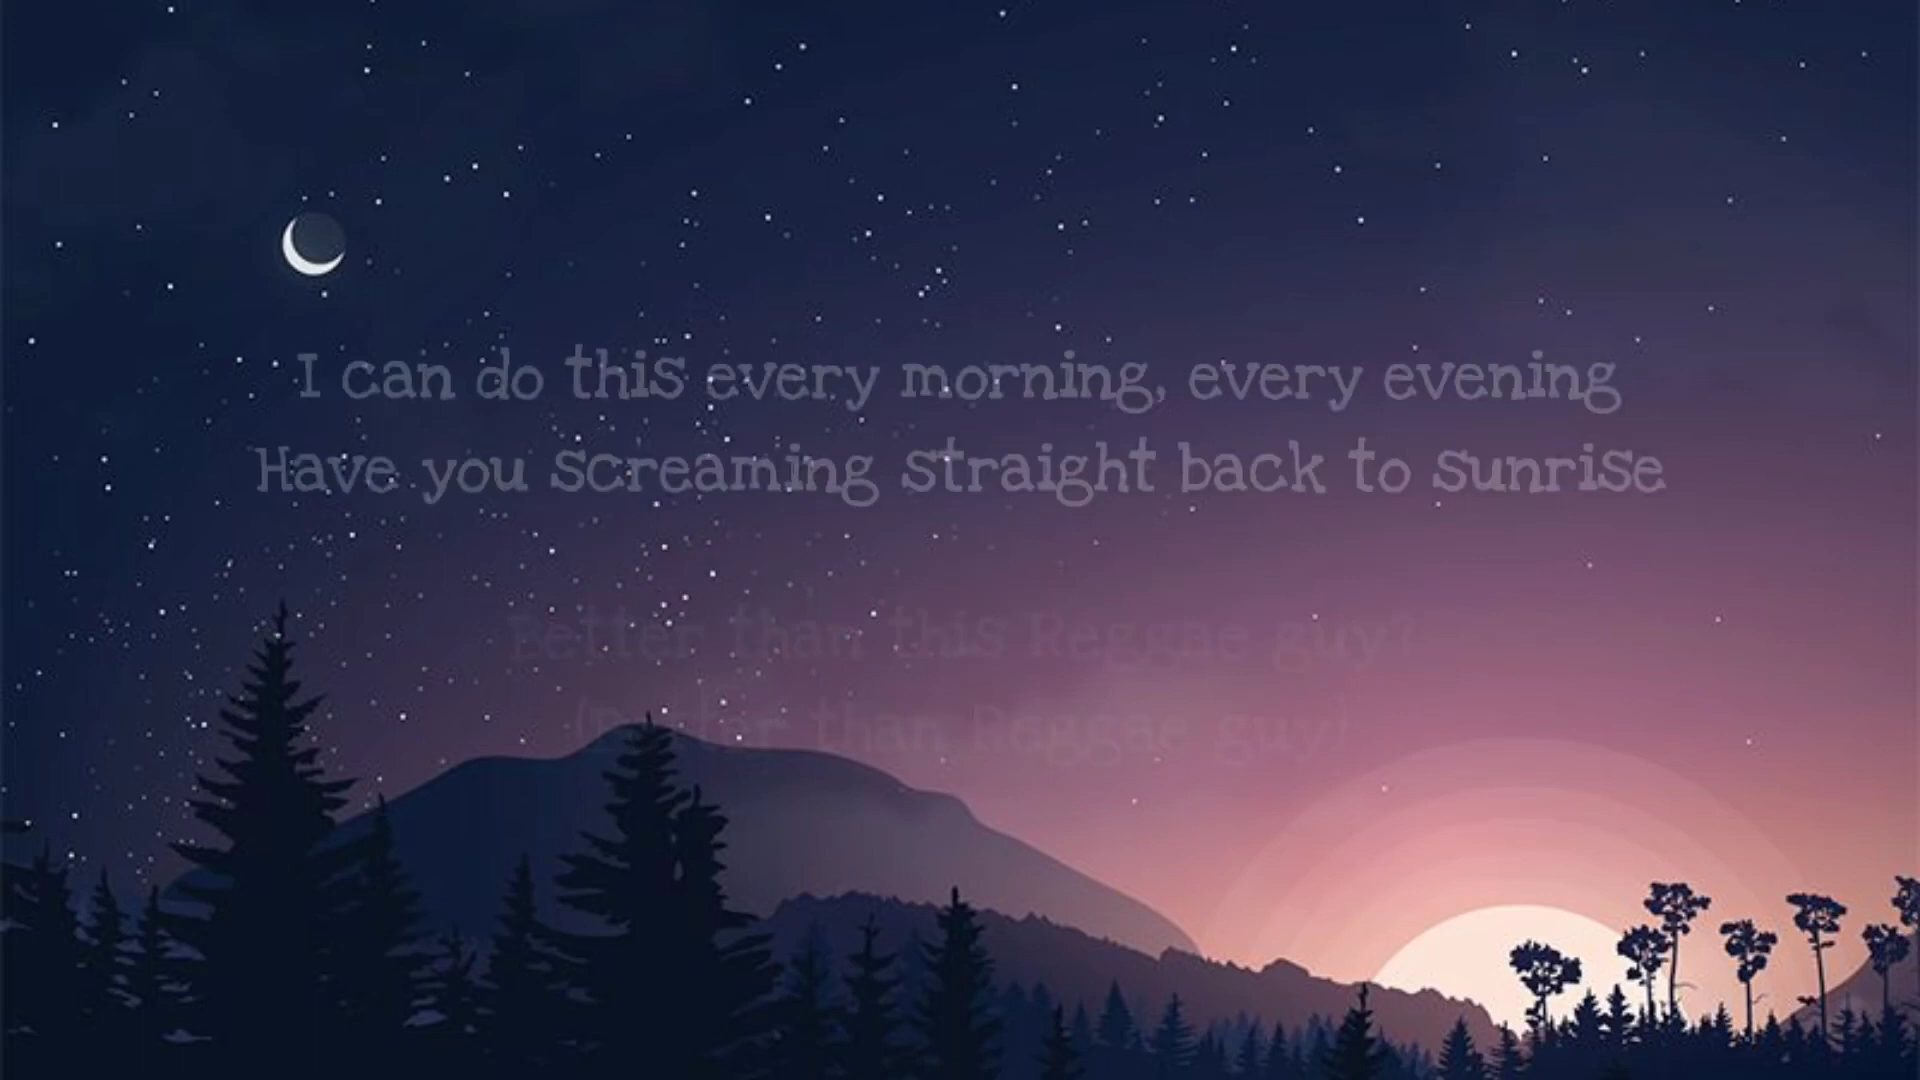 I can do this every morning, every evening
Have you screaming straight back to sunrise
Better than this Reggae guy?
(Better than Reggae guy)